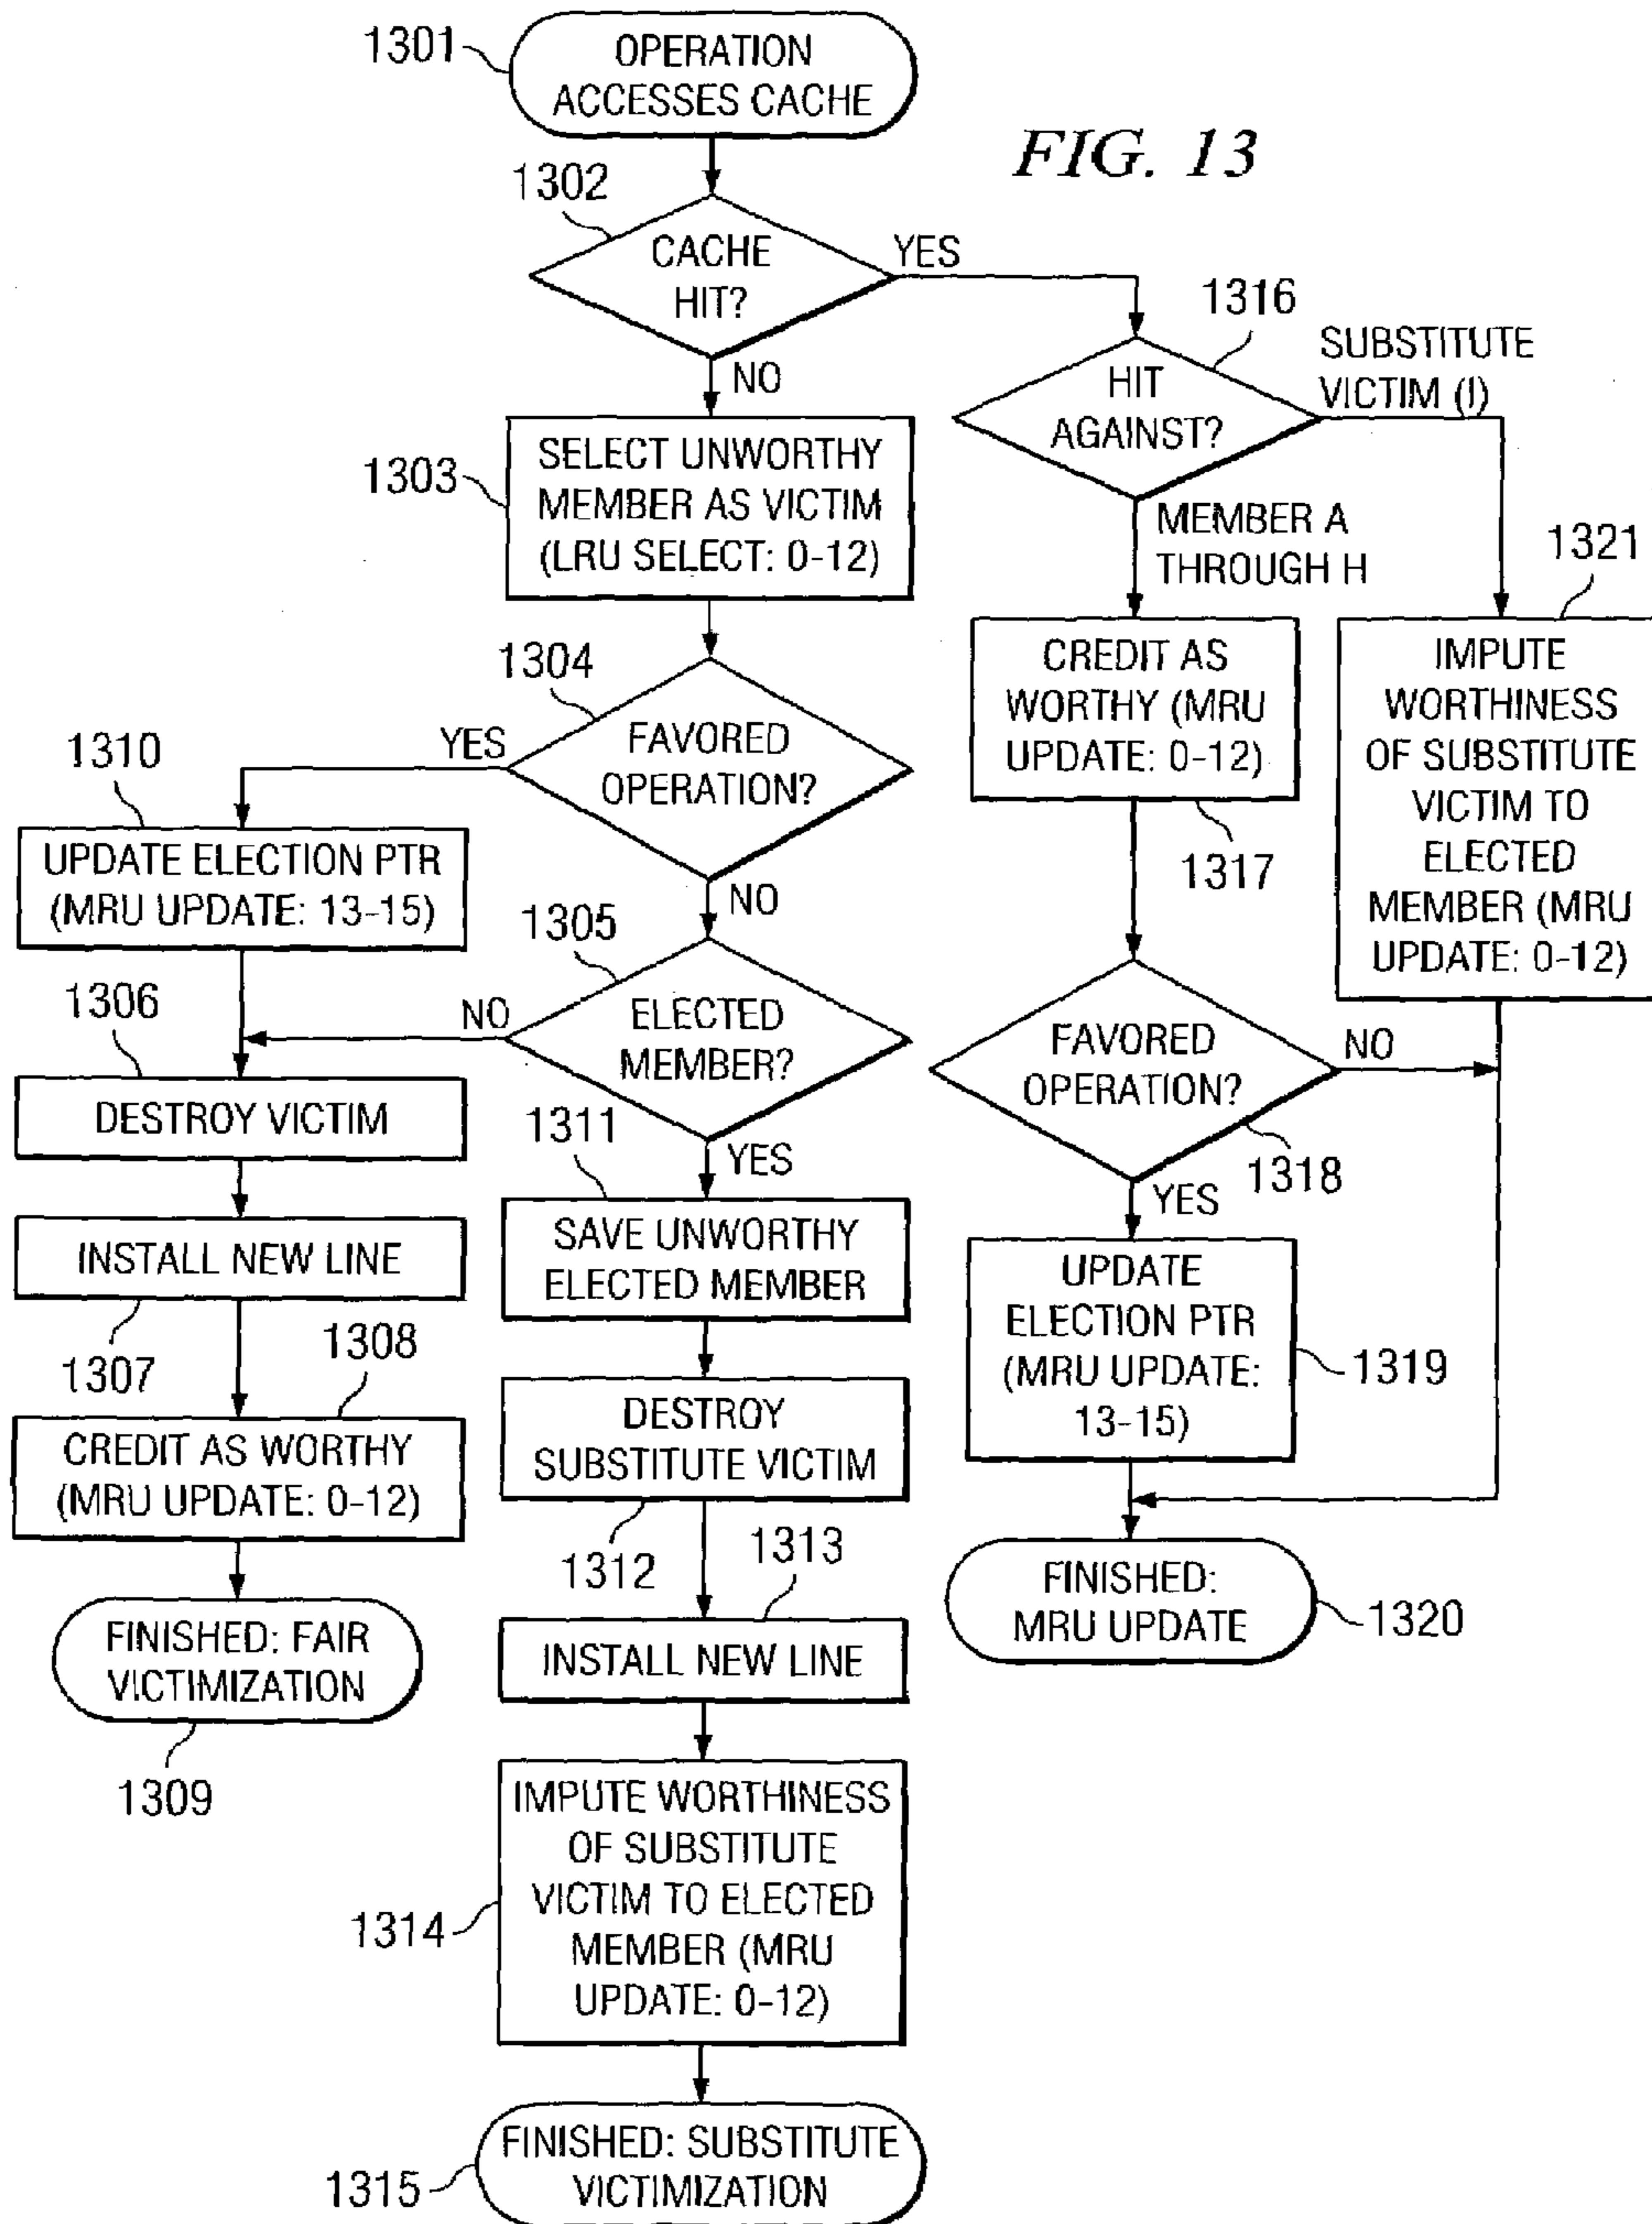 1301
OPERATION
ACCESSES CACHE
FIG. 13
1302
CACHE
HIT?
YES
NO
1303
SELECT UNWORTHY
MEMBER AS VICTIM
(LRU SELECT: 0-12)
1304
FAVORED
OPERATION?
YES
NO
1310
UPDATE ELECTION PTR
(MRU UPDATE: 13-15)
1305
ELECTED
MEMBER?
NO
YES
1306
DESTROY VICTIM
INSTALL NEW LINE
1307
1308
CREDIT AS WORTHY
(MRU UPDATE: 0-12)
FINISHED: FAIR
VICTIMIZATION
1309
1311
SAVE UNWORTHY
ELECTED MEMBER
DESTROY
SUBSTITUTE VICTIM
1312
1313
INSTALL NEW LINE
IMPUTE WORTHINESS
OF SUBSTITUTE
VICTIM TO ELECTED
MEMBER (MRU
UPDATE: 0-12)
1314
FINISHED: SUBSTITUTE
VICTIMIZATION
1315
1316
HIT
AGAINST?
SUBSTITUTE
VICTIM (I)
MEMBER A
THROUGH H
CREDIT AS
WORTHY (MRU
UPDATE: 0-12)
1317
1321
IMPUTE
WORTHINESS
OF SUBSTITUTE
VICTIM TO
ELECTED
MEMBER (MRU
UPDATE: 0-12)
FAVORED
OPERATION?
NO
1318
YES
UPDATE
ELECTION PTR
(MRU UPDATE:
13-15)
1319
FINISHED:
MRU UPDATE
1320